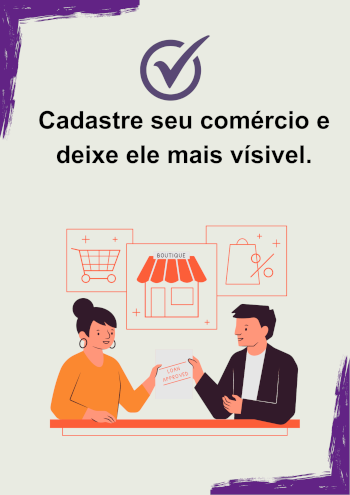 Cadastre seu comércio e
deixe ele mais vísivel.
BOUTIQUE
LOAN
APPROVED